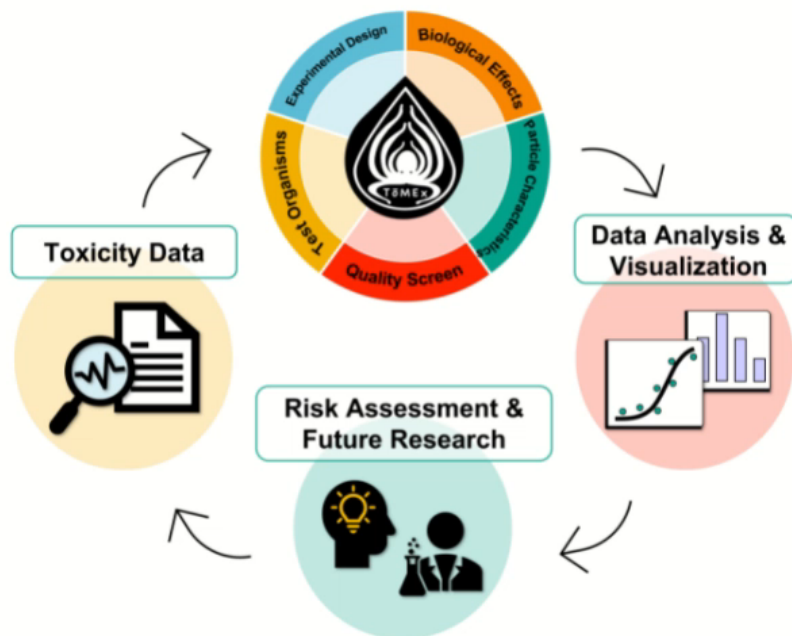 Experimental Design
Biological Effects
Particle Characteristics
Quality Screen
Test Organisms
TōMEx
Toxicity Data
Data Analysis &
Visualization
Risk Assessment &
Future Research